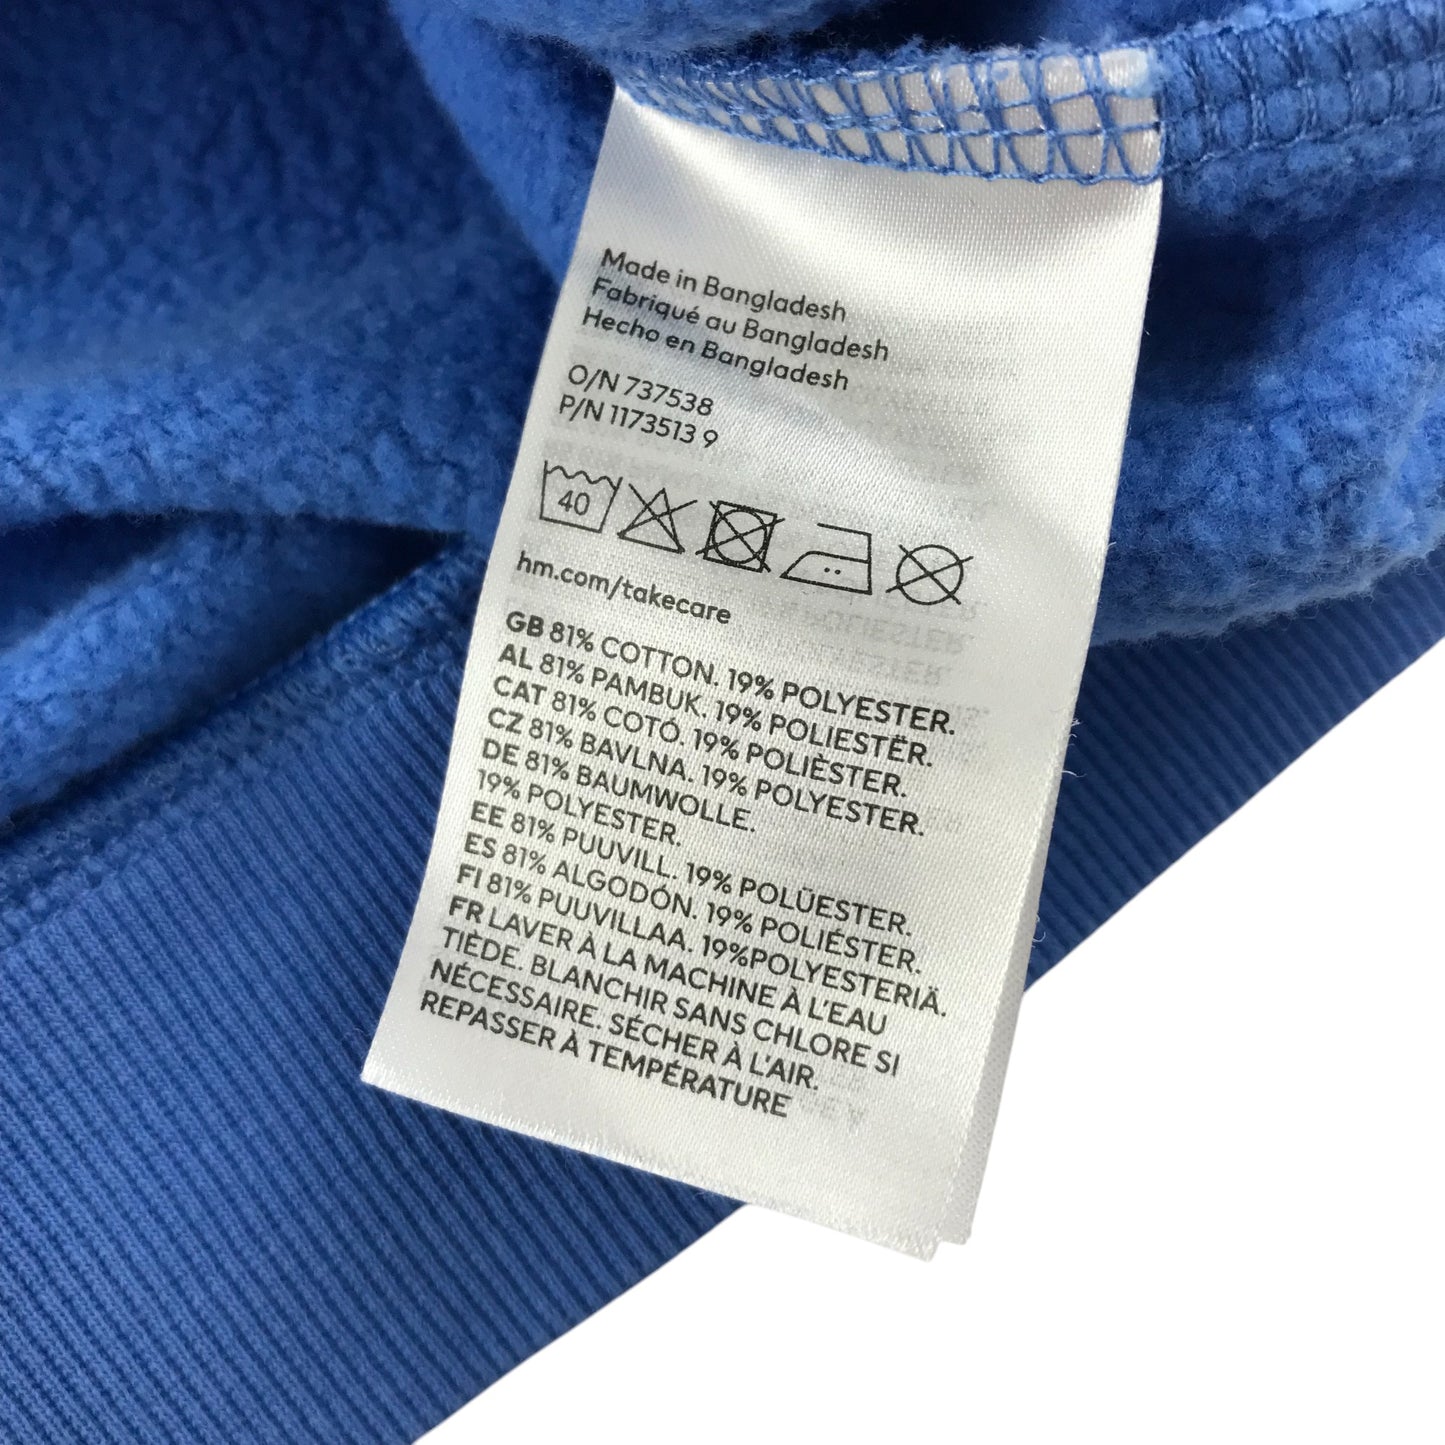 Made in Bangladesh
Fabriqué au Bangladesh
Hecho en Bangladesh
O/N 737538
P/N 1173513 9
40
hm.com/takecare
GB 81% COTTON. 19% POLYESTER.
AL 81% PAMBUK. 19% POLIESTËR.
CAT 81% COTÓ. 19% POLIÈSTER.
CZ 81% BAVLNA. 19% POLYESTER.
DE 81% BAUMWOLLE.
19% POLYESTER.
EE 81% PUUVILL. 19% POLÜESTER.
ES 81% ALGODÓN. 19% POLIÉSTER.
FI 81% PUUVILLAA. 19%POLYESTERIÄ.
FR LAVER À LA MACHINE À L'EAU
TIÈDE. BLANCHIR SANS CHLORE SI
NÉCESSAIRE. SÉCHER À L'AIR.
REPASSER À TEMPÉRATURE